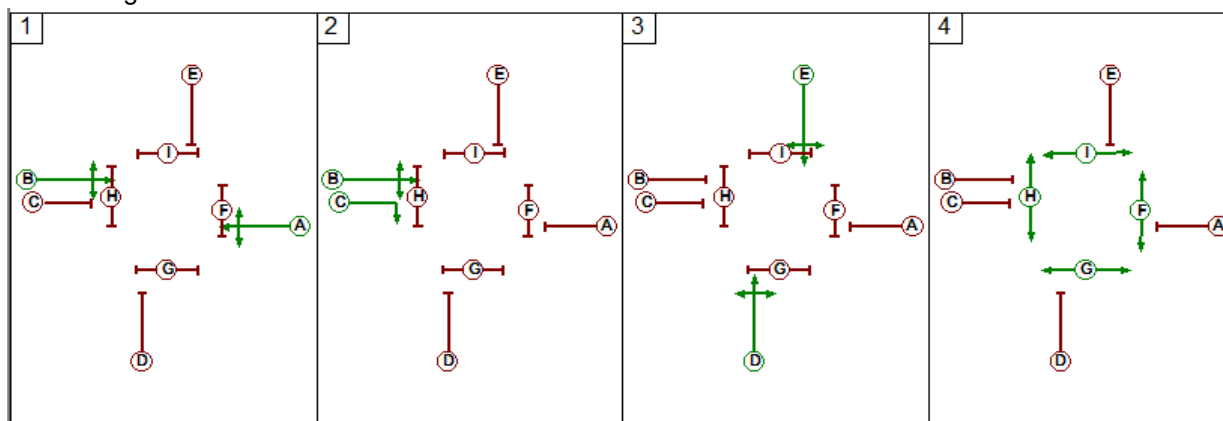 1 2 3 4
E E E E
I I I I
B B B B
C H C H C H C H
F F F F
A A A A
G G G G
D D D D